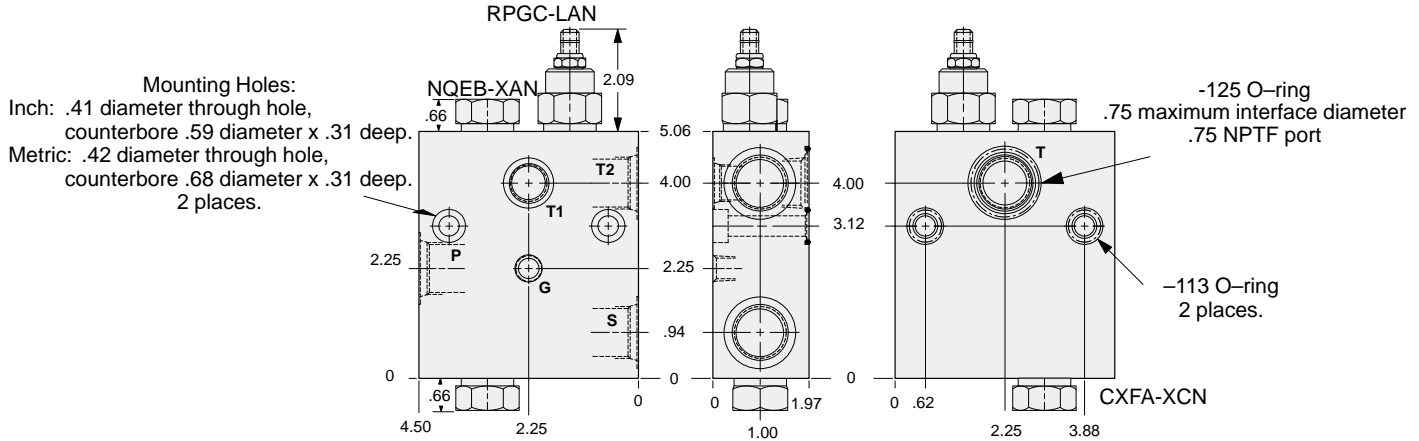 RPGC-LAN
NQEB-XAN
.66
2.09
Mounting Holes:
Inch: .41 diameter through hole,
counterbore .59 diameter x .31 deep.
Metric: .42 diameter through hole,
counterbore .68 diameter x .31 deep.
2 places.
T2
T1
P
G
S
2.25
0
.66
4.50
2.25
0
5.06
4.00
2.25
.94
0
0
1.97
1.00
-125 O–ring
.75 maximum interface diameter
.75 NPTF port
T
4.00
3.12
–113 O–ring
2 places.
0
CXFA-XCN
0
.62
2.25
3.88